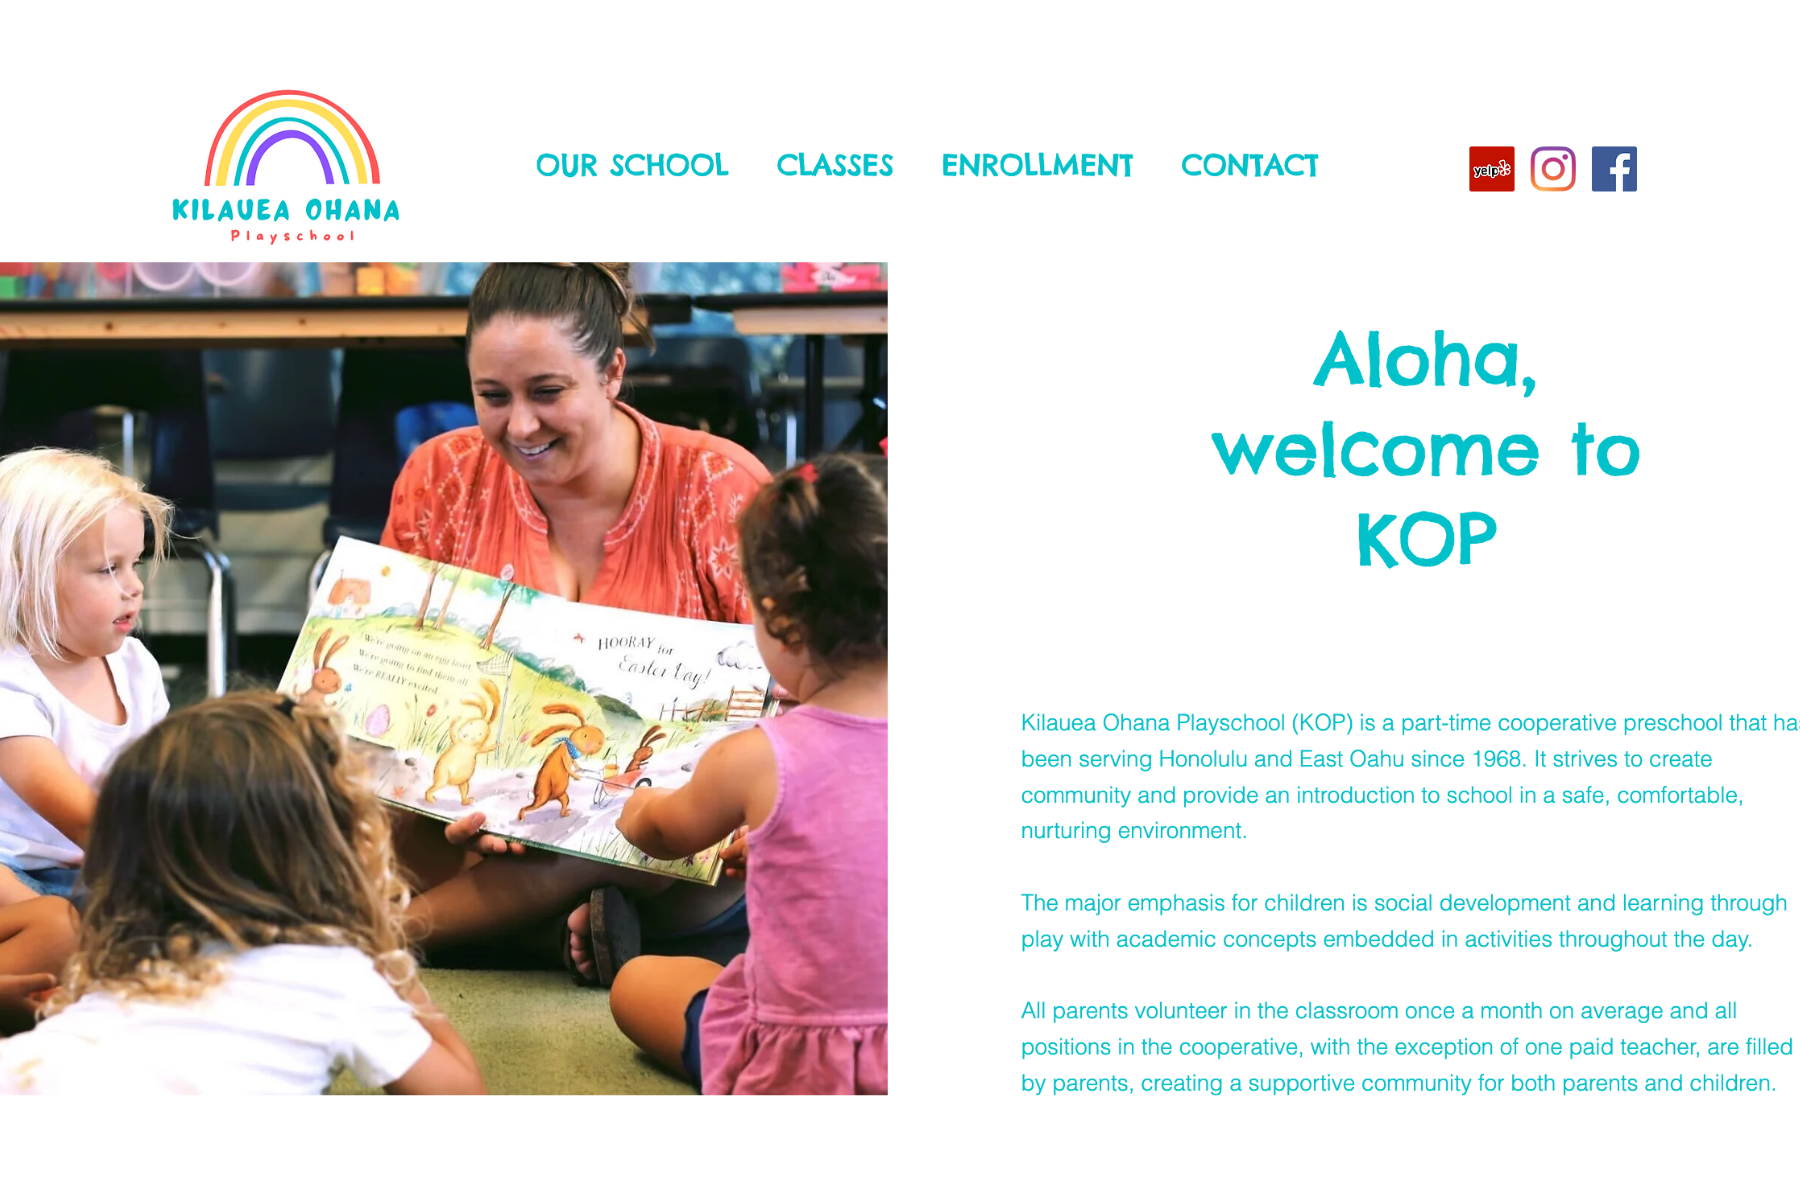 KILAUEA OHANA
Playschool
OUR SCHOOL CLASSES ENROLLMENT CONTACT
yelp
Aloha,
welcome to
KOP
We're going on an egg hunt
We're going to find them all
We're REALLY excited
HOORAY for
Easter Day!
Kilauea Ohana Playschool (KOP) is a part-time cooperative preschool that has
been serving Honolulu and East Oahu since 1968. It strives to create
community and provide an introduction to school in a safe, comfortable,
nurturing environment.
The major emphasis for children is social development and learning through
play with academic concepts embedded in activities throughout the day.
All parents volunteer in the classroom once a month on average and all
positions in the cooperative, with the exception of one paid teacher, are filled
by parents, creating a supportive community for both parents and children.